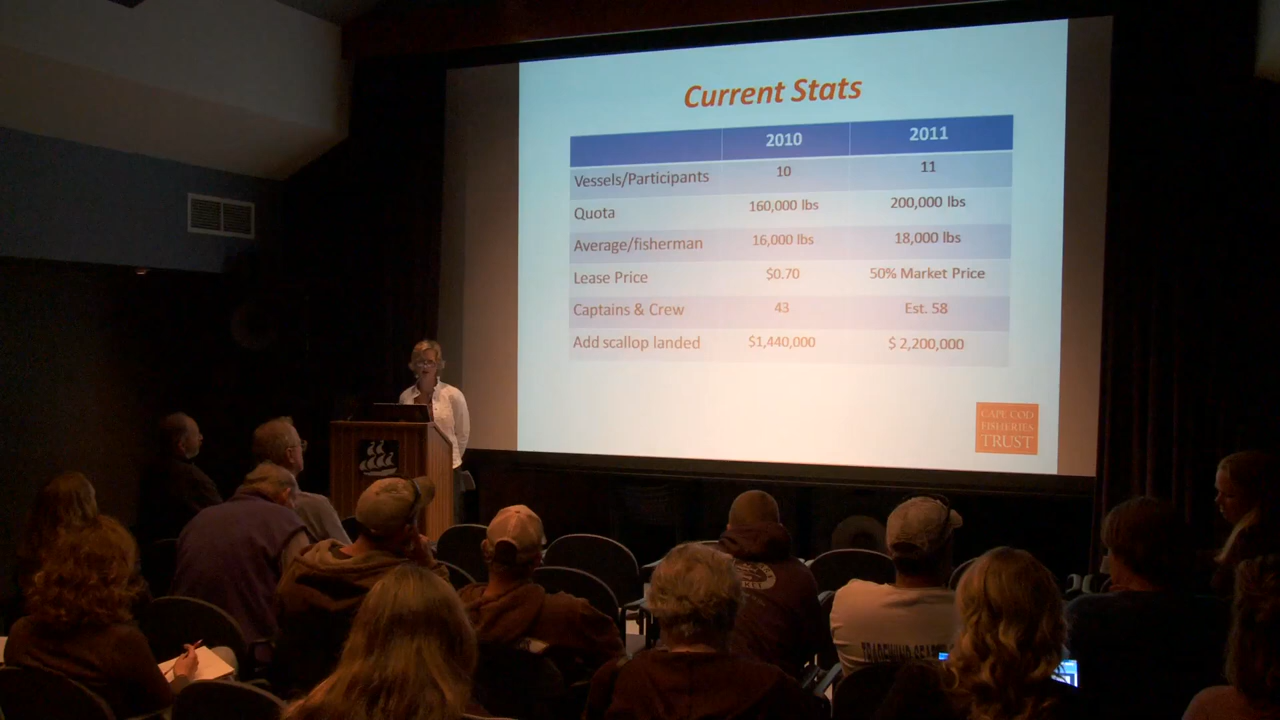 Current Stats
2010 2011
Vessels/Participants 10 11
Quota 160,000 lbs 200,000 lbs
Average/fisherman 16,000 lbs 18,000 lbs
Lease Price $0.70 50% Market Price
Captains & Crew 43 Est. 58
Add scallop landed $1,440,000 $ 2,200,000
CAPE COD
FISHERIES
TRUST